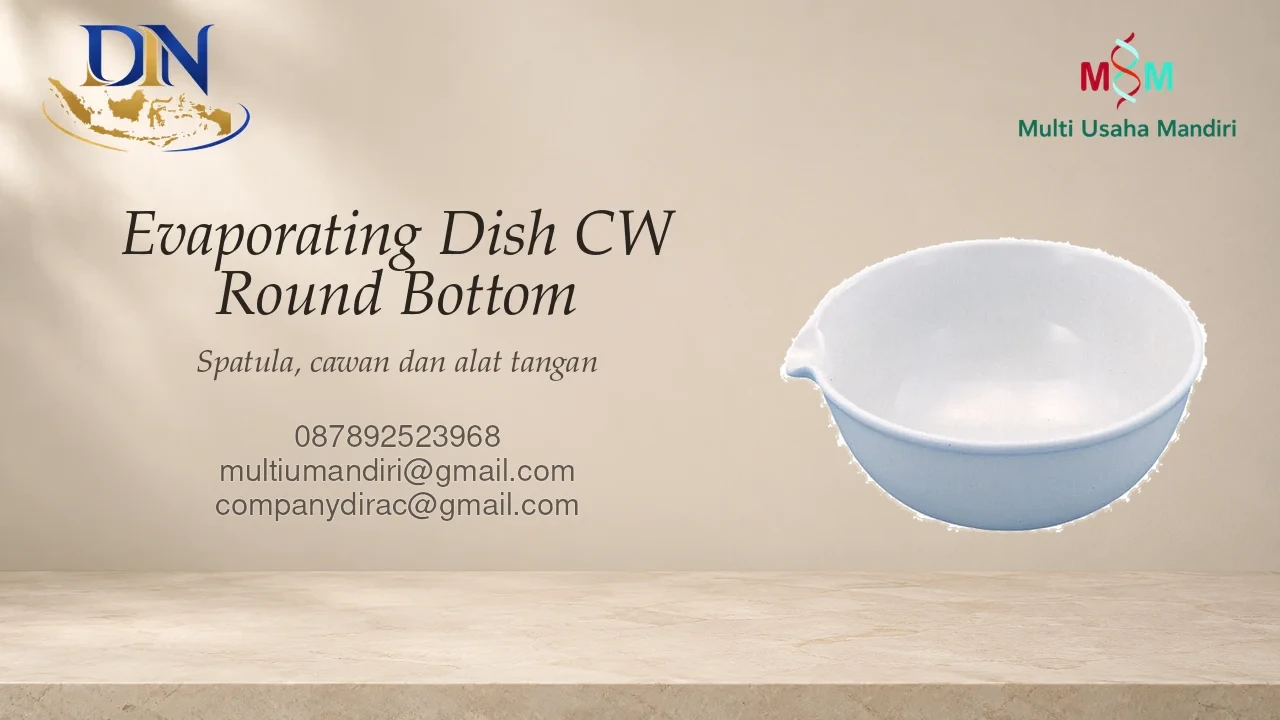 DN
MM
Multi Usaha Mandiri
Evaporating Dish CW
Round Bottom
Spatula, cawan dan alat tangan
087892523968
multiumandiri@gmail.com
companydirac@gmail.com